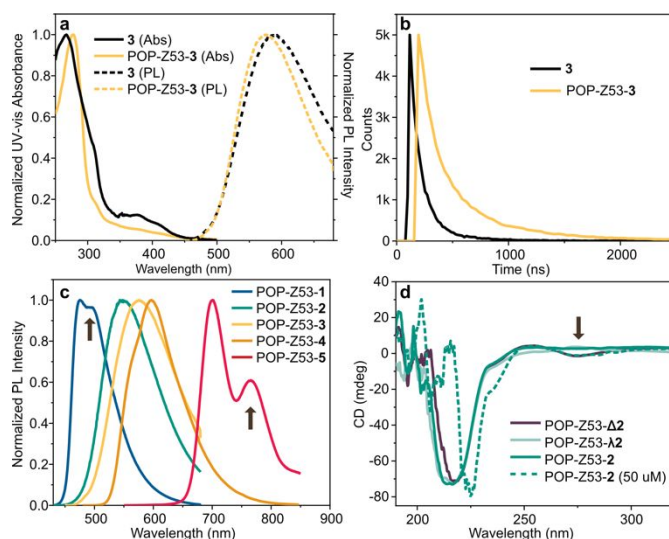 a
3 (Abs)
POP-Z53-3 (Abs)
3 (PL)
POP-Z53-3 (PL)
Normalized UV-vis Absorbance
1.0
0.8
0.6
0.4
0.2
0.0
300 400 500 600
Wavelength (nm)
Normalized PL Intensity
b
3
POP-Z53-3
Counts
5k
4k
3k
2k
1k
0
0 1000 2000
Time (ns)
c
POP-Z53-1
POP-Z53-2
POP-Z53-3
POP-Z53-4
POP-Z53-5
Normalized PL Intensity
1.0
0.8
0.6
0.4
0.2
0.0
500 600 700 800 900
Wavelength (nm)
d
POP-Z53-Δ2
POP-Z53-λ2
POP-Z53-2
POP-Z53-2 (50 uM)
CD (mdeg)
40
20
0
-20
-40
-60
-80
200 250 300
Wavelength (nm)